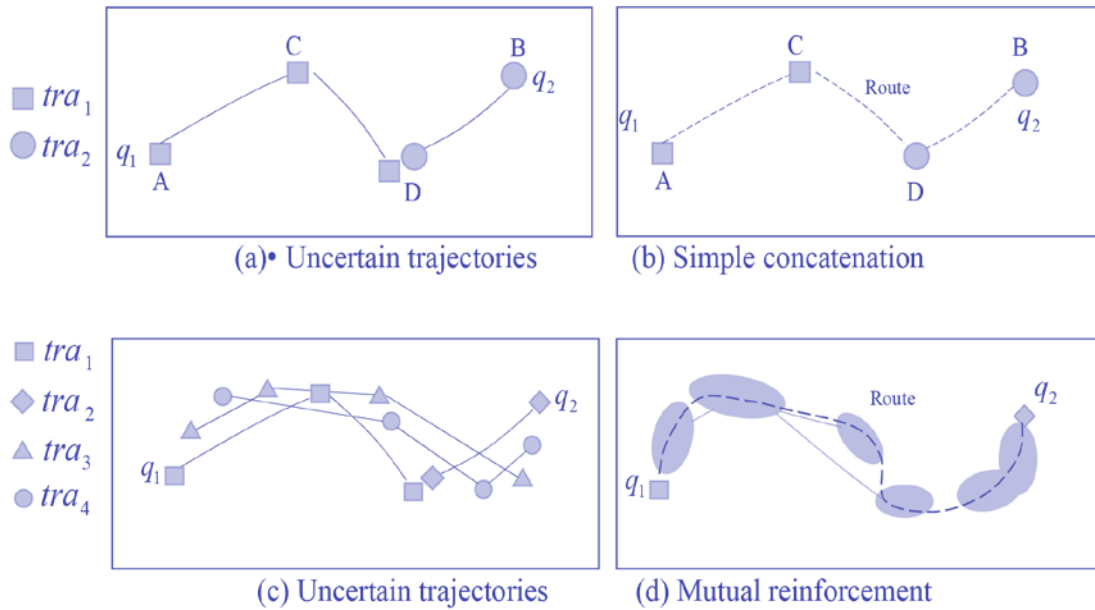 C
B
q₂
tra₁
tra₂
q₁
A
D
(a)• Uncertain trajectories
C
B
Route
q₁
q₂
A
D
(b) Simple concatenation
tra₁
tra₂
tra₃
tra₄
q₂
q₁
(c) Uncertain trajectories
q₂
Route
q₁
(d) Mutual reinforcement